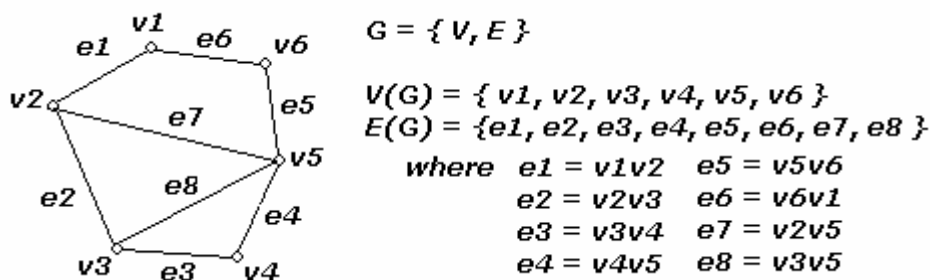 v1
e6
v6
e1
v2
e7
e5
v5
e8
e2
e4
v3
e3
v4
G = { V, E }
V(G) = { v1, v2, v3, v4, v5, v6 }
E(G) = {e1, e2, e3, e4, e5, e6, e7, e8 }
where e1 = v1v2 e5 = v5v6
e2 = v2v3 e6 = v6v1
e3 = v3v4 e7 = v2v5
e4 = v4v5 e8 = v3v5